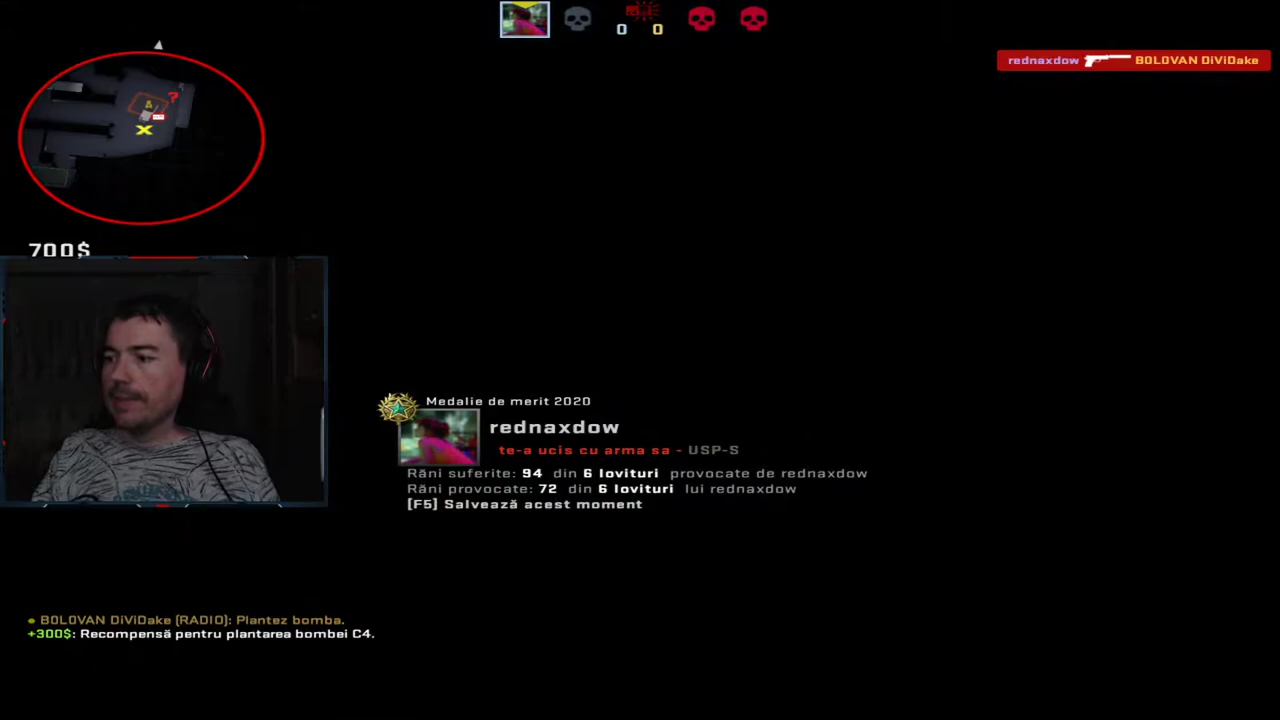 0 0
rednaxdow BOLOVAN DiViDake
A
?
700$
Medalie de merit 2020
rednaxdow
te-a ucis cu arma sa - USP-S
Răni suferite: 94 din 6 lovituri provocate de rednaxdow
Răni provocate: 72 din 6 lovituri lui rednaxdow
[F5] Salvează acest moment
• BOLOVAN DiViDake (RADIO): Plantez bomba.
+300$: Recompensă pentru plantarea bombei C4.